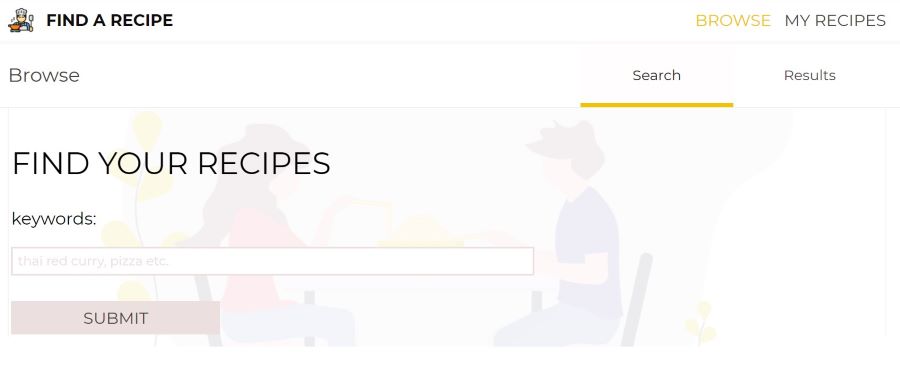 FIND A RECIPE
BROWSE MY RECIPES
Browse
Search Results
FIND YOUR RECIPES
keywords:
thai red curry, pizza etc.
SUBMIT